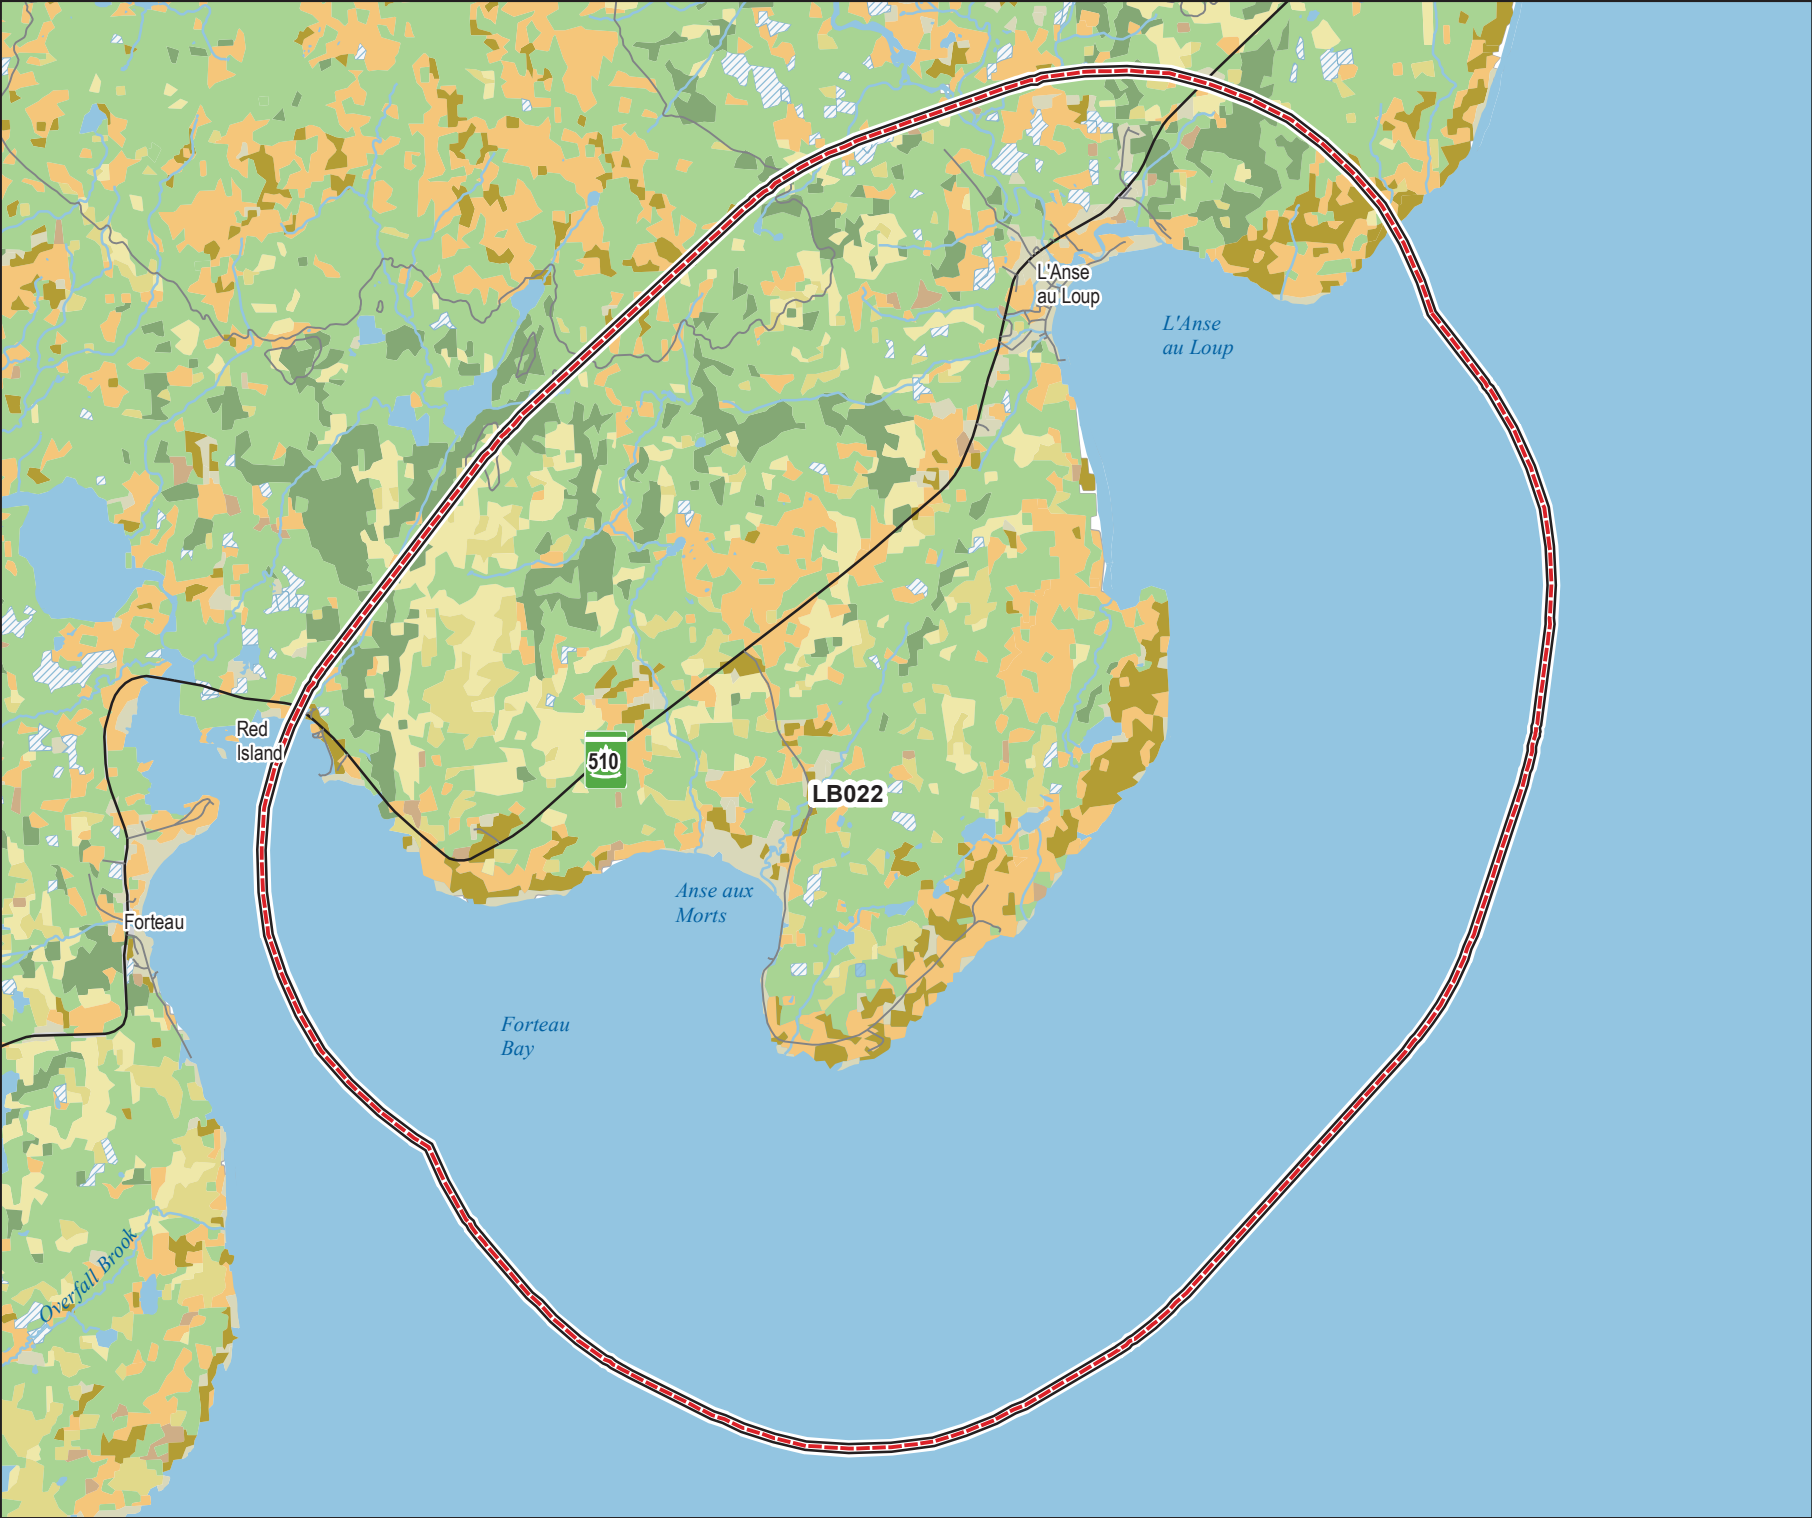 L'Anse
au Loup
L'Anse
au Loup
Red
Island
510
LB022
Anse aux
Morts
Forteau
Forteau
Bay
Overfall Brook